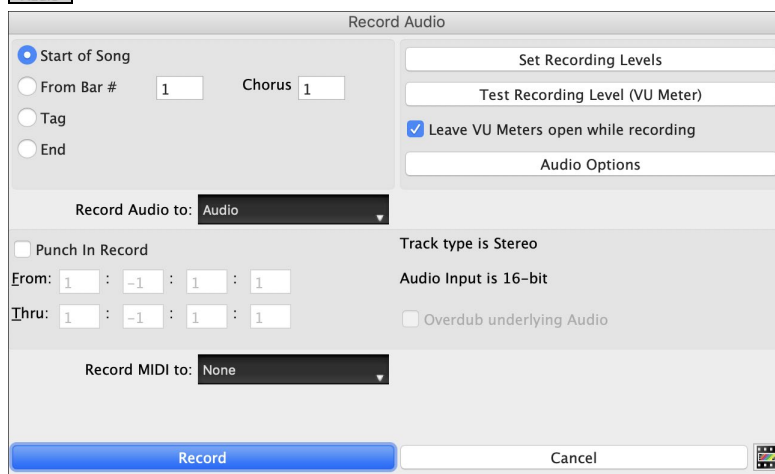 Record Audio
Start of Song
From Bar # 1 Chorus 1
Tag
End
Set Recording Levels
Test Recording Level (VU Meter)
Leave VU Meters open while recording
Audio Options
Record Audio to: Audio
Punch In Record
From: 1 : -1 : 1 : 1
Thru: 1 : -1 : 1 : 1
Track type is Stereo
Audio Input is 16-bit
Overdub underlying Audio
Record MIDI to: None
Record
Cancel